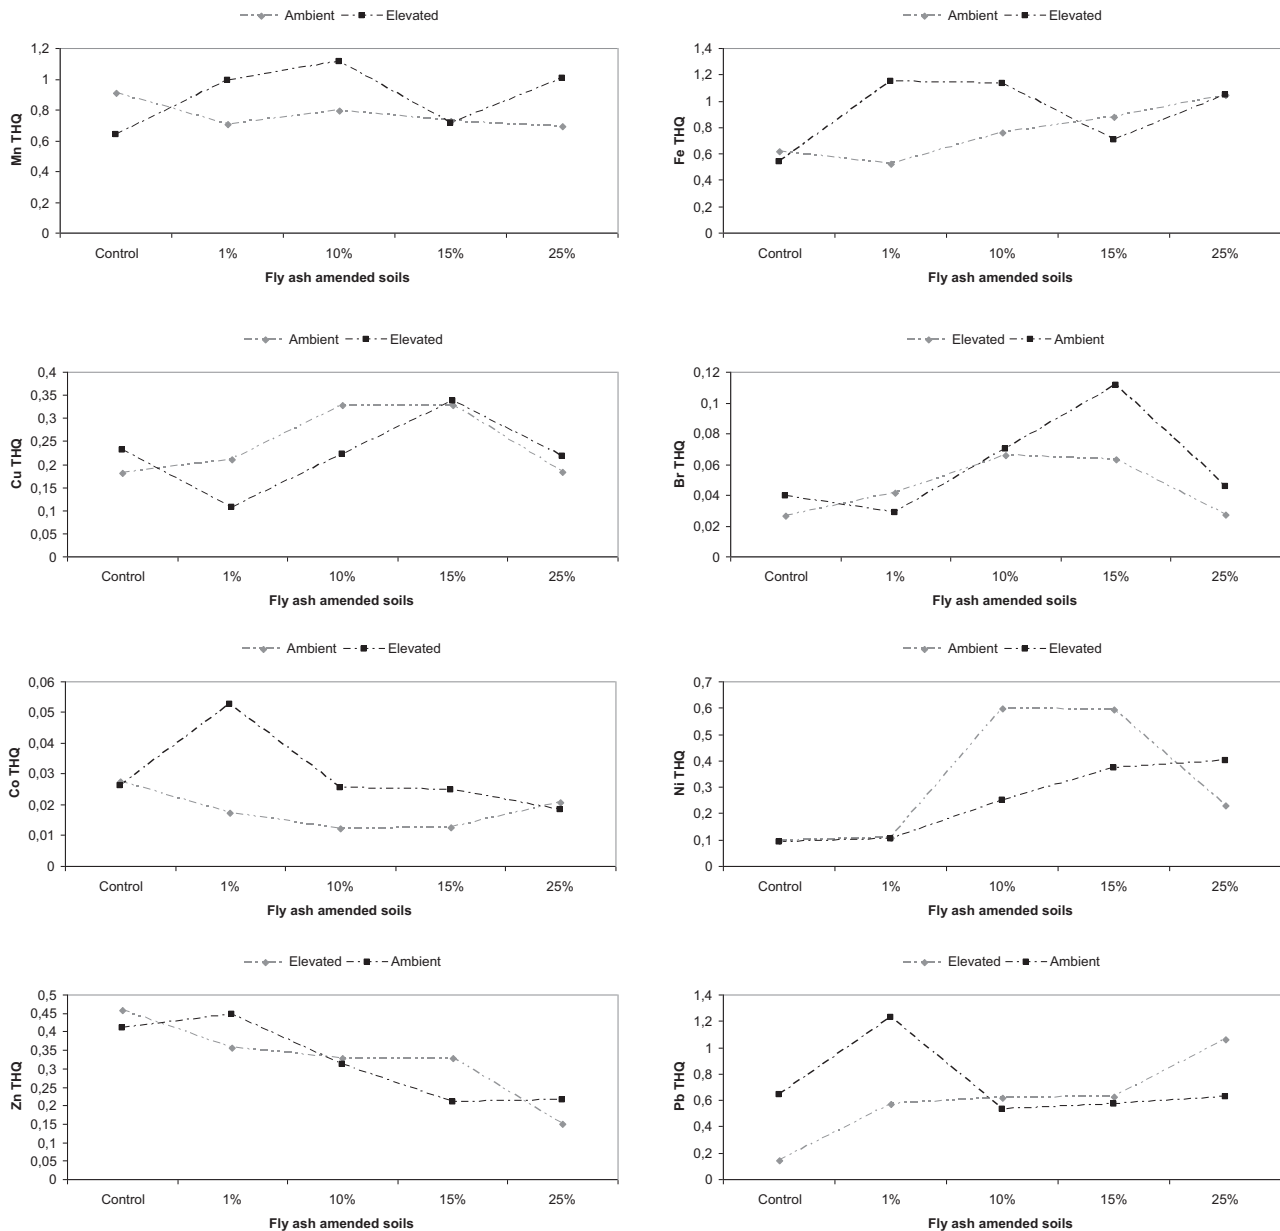 Ambient Elevated
Mn THQ
1,2
1
0,8
0,6
0,4
0,2
0
Control 1% 10% 15% 25%
Fly ash amended soils
Ambient Elevated
Fe THQ
1,4
1,2
1
0,8
0,6
0,4
0,2
0
Control 1% 10% 15% 25%
Fly ash amended soils
Ambient Elevated
Cu THQ
0,4
0,35
0,3
0,25
0,2
0,15
0,1
0,05
0
Control 1% 10% 15% 25%
Fly ash amended soils
Elevated Ambient
Br THQ
0,12
0,1
0,08
0,06
0,04
0,02
0
Control 1% 10% 15% 25%
Fly ash amended soils
Ambient Elevated
Co THQ
0,06
0,05
0,04
0,03
0,02
0,01
0
Control 1% 10% 15% 25%
Fly ash amended soils
Ambient Elevated
Ni THQ
0,7
0,6
0,5
0,4
0,3
0,2
0,1
0
Control 1% 10% 15% 25%
Fly ash amended soils
Elevated Ambient
Zn THQ
0,5
0,45
0,4
0,35
0,3
0,25
0,2
0,15
0,1
0,05
0
Control 1% 10% 15% 25%
Fly ash amended soils
Elevated Ambient
Pb THQ
1,4
1,2
1
0,8
0,6
0,4
0,2
0
Control 1% 10% 15% 25%
Fly ash amended soils